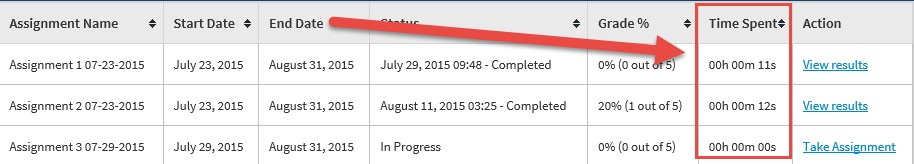 Assignment Name Start Date End Date Status Grade % Time Spent Action
Assignment 1 07-23-2015 July 23, 2015 August 31, 2015 July 29, 2015 09:48 - Completed 0% (0 out of 5) 00h 00m 11s View results
Assignment 2 07-23-2015 July 23, 2015 August 31, 2015 August 11, 2015 03:25 - Completed 20% (1 out of 5) 00h 00m 12s View results
Assignment 3 07-29-2015 July 29, 2015 August 31, 2015 In Progress 0% (0 out of 5) 00h 00m 00s Take Assignment